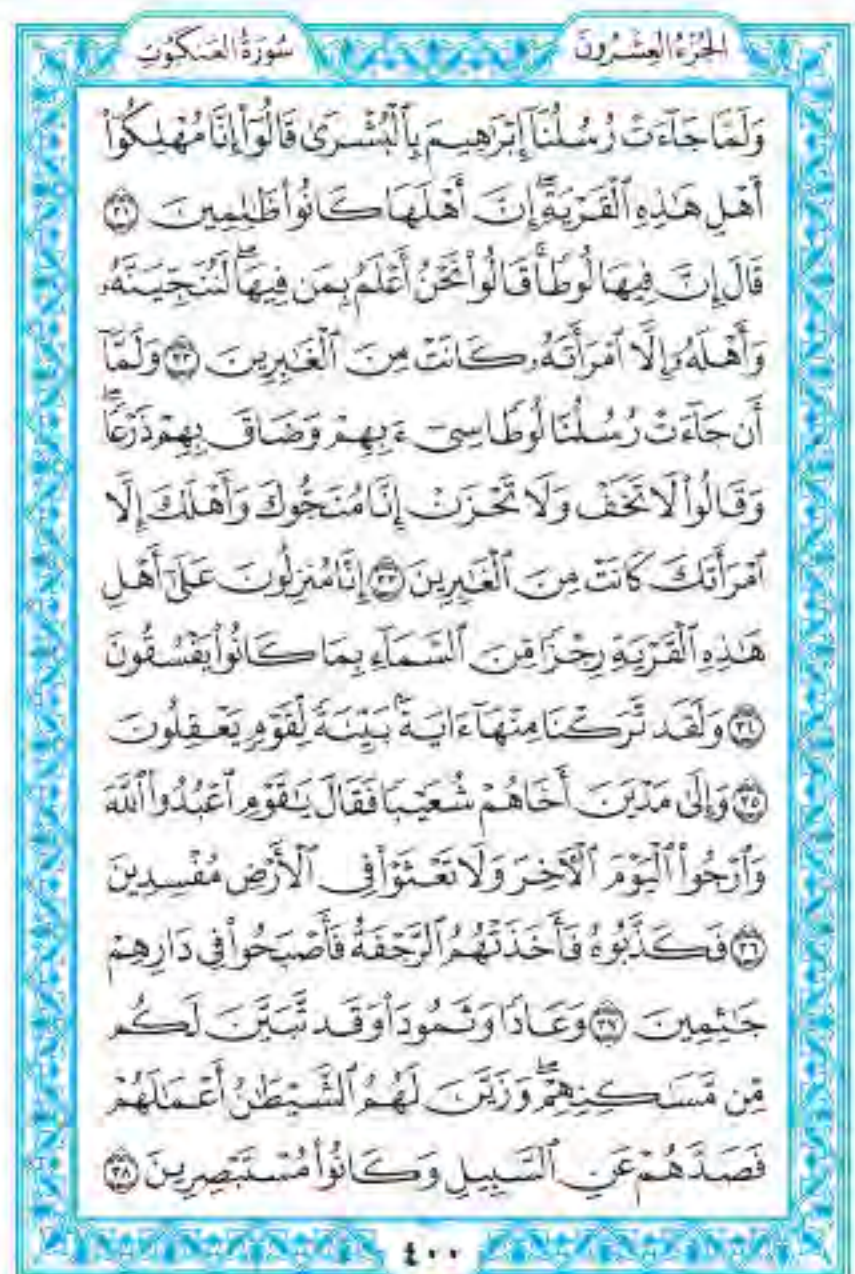 الجُزْءُ العِشْرُونَ
سُورَةُ العَنكَبُوتِ
وَلَمَّا جَآءَتْ رُسُلُنَآ إِبْرَٰهِيمَ بِٱلْبُشْرَىٰ قَالُوٓا۟ إِنَّا مُهْلِكُوٓا۟
أَهْلِ هَٰذِهِ ٱلْقَرْيَةِ ۖ إِنَّ أَهْلَهَا كَانُوا۟ ظَٰلِمِينَ ٣١
قَالَ إِنَّ فِيهَا لُوطًا ۚ قَالُوا۟ نَحْنُ أَعْلَمُ بِمَن فِيهَا ۖ لَنُنَجِّيَنَّهُۥ
وَأَهْلَهُۥٓ إِلَّا ٱمْرَأَتَهُۥ كَانَتْ مِنَ ٱلْغَٰبِرِينَ ٣٢ وَلَمَّآ
أَن جَآءَتْ رُسُلُنَا لُوطًا سِىٓءَ بِهِمْ وَضَاقَ بِهِمْ ذَرْعًا ۖ
وَقَالُوا۟ لَا تَخَفْ وَلَا تَحْزَنْ ۖ إِنَّا مُنَجُّوكَ وَأَهْلَكَ إِلَّا
ٱمْرَأَتَكَ كَانَتْ مِنَ ٱلْغَٰبِرِينَ ٣٣ إِنَّا مُنزِلُونَ عَلَىٰٓ أَهْلِ
هَٰذِهِ ٱلْقَرْيَةِ رِجْزًا مِّنَ ٱلسَّمَآءِ بِمَا كَانُوا۟ يَفْسُقُونَ
٣٤ وَلَقَد تَّرَكْنَا مِنْهَآ ءَايَةًۢ بَيِّنَةً لِّقَوْمٍ يَعْقِلُونَ
٣٥ وَإِلَىٰ مَدْيَنَ أَخَاهُمْ شُعَيْبًا فَقَالَ يَٰقَوْمِ ٱعْبُدُوا۟ ٱللَّهَ
وَٱرْجُوا۟ ٱلْيَوْمَ ٱلْءَاخِرَ وَلَا تَعْثَوْا۟ فِى ٱلْأَرْضِ مُفْسِدِينَ
٣٦ فَكَذَّبُوهُ فَأَخَذَتْهُمُ ٱلرَّجْفَةُ فَأَصْبَحُوا۟ فِى دَارِهِمْ
جَٰثِمِينَ ٣٧ وَعَادًا وَثَمُودَا۟ وَقَد تَّبَيَّنَ لَكُم
مِّن مَّسَٰكِنِهِمْ ۖ وَزَيَّنَ لَهُمُ ٱلشَّيْطَٰنُ أَعْمَٰلَهُمْ
فَصَدَّهُمْ عَنِ ٱلسَّبِيلِ وَكَانُوا۟ مُسْتَبْصِرِينَ ٣٨
٤٠٠